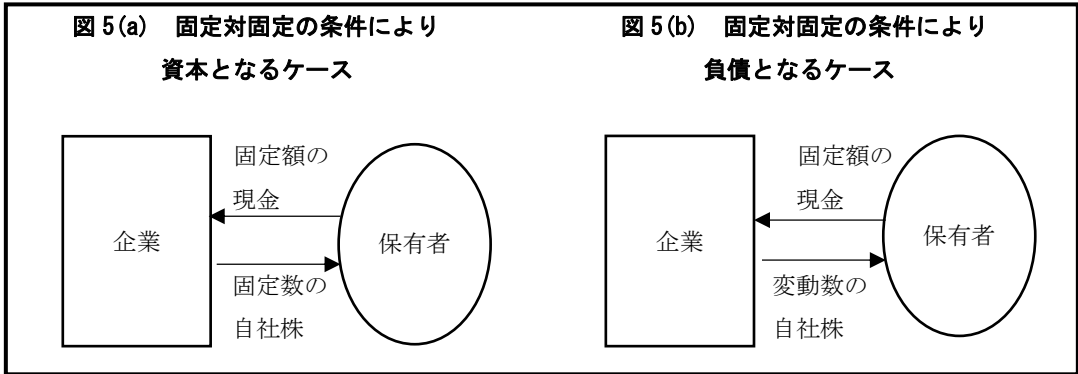 図 5(a)　固定対固定の条件により
資本となるケース
企業
固定額の
現金
固定数の
自社株
保有者
図 5(b)　固定対固定の条件により
負債となるケース
企業
固定額の
現金
変動数の
自社株
保有者